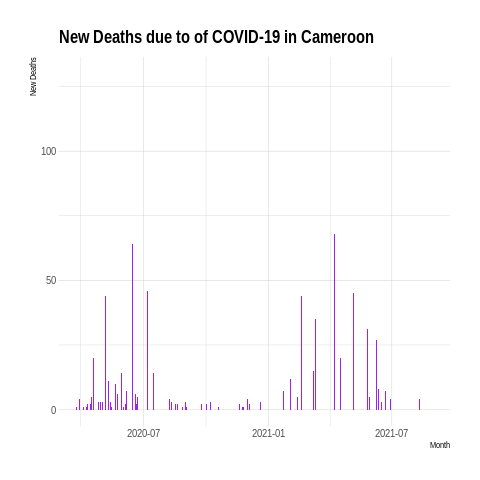 New Deaths due to of COVID-19 in Cameroon
New Deaths
100
50
0
2020-07
2021-01
2021-07
Month